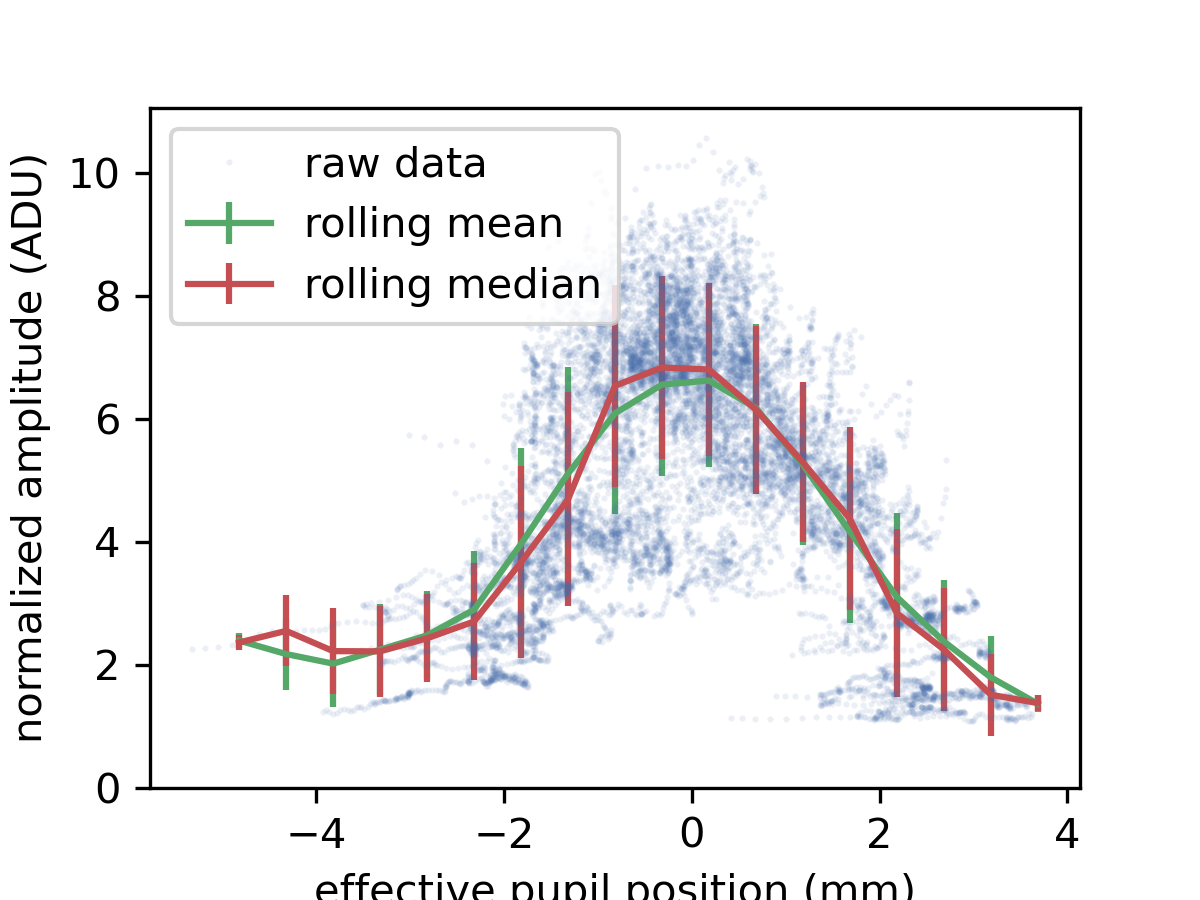 normalized amplitude (ADU)
10
8
6
4
2
0
raw data
rolling mean
rolling median
−4
−2
0
2
4
effective pupil position (mm)